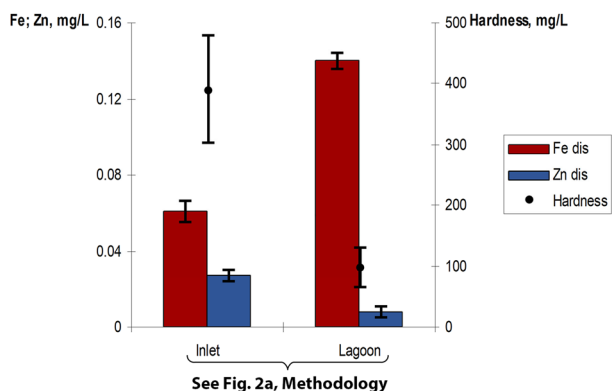 Fe; Zn, mg/L
Hardness, mg/L
0.16
500
400
0.12
300
0.08
200
0.04
100
0
0
Fe dis
Zn dis
Hardness
Inlet
Lagoon
See Fig. 2a, Methodology